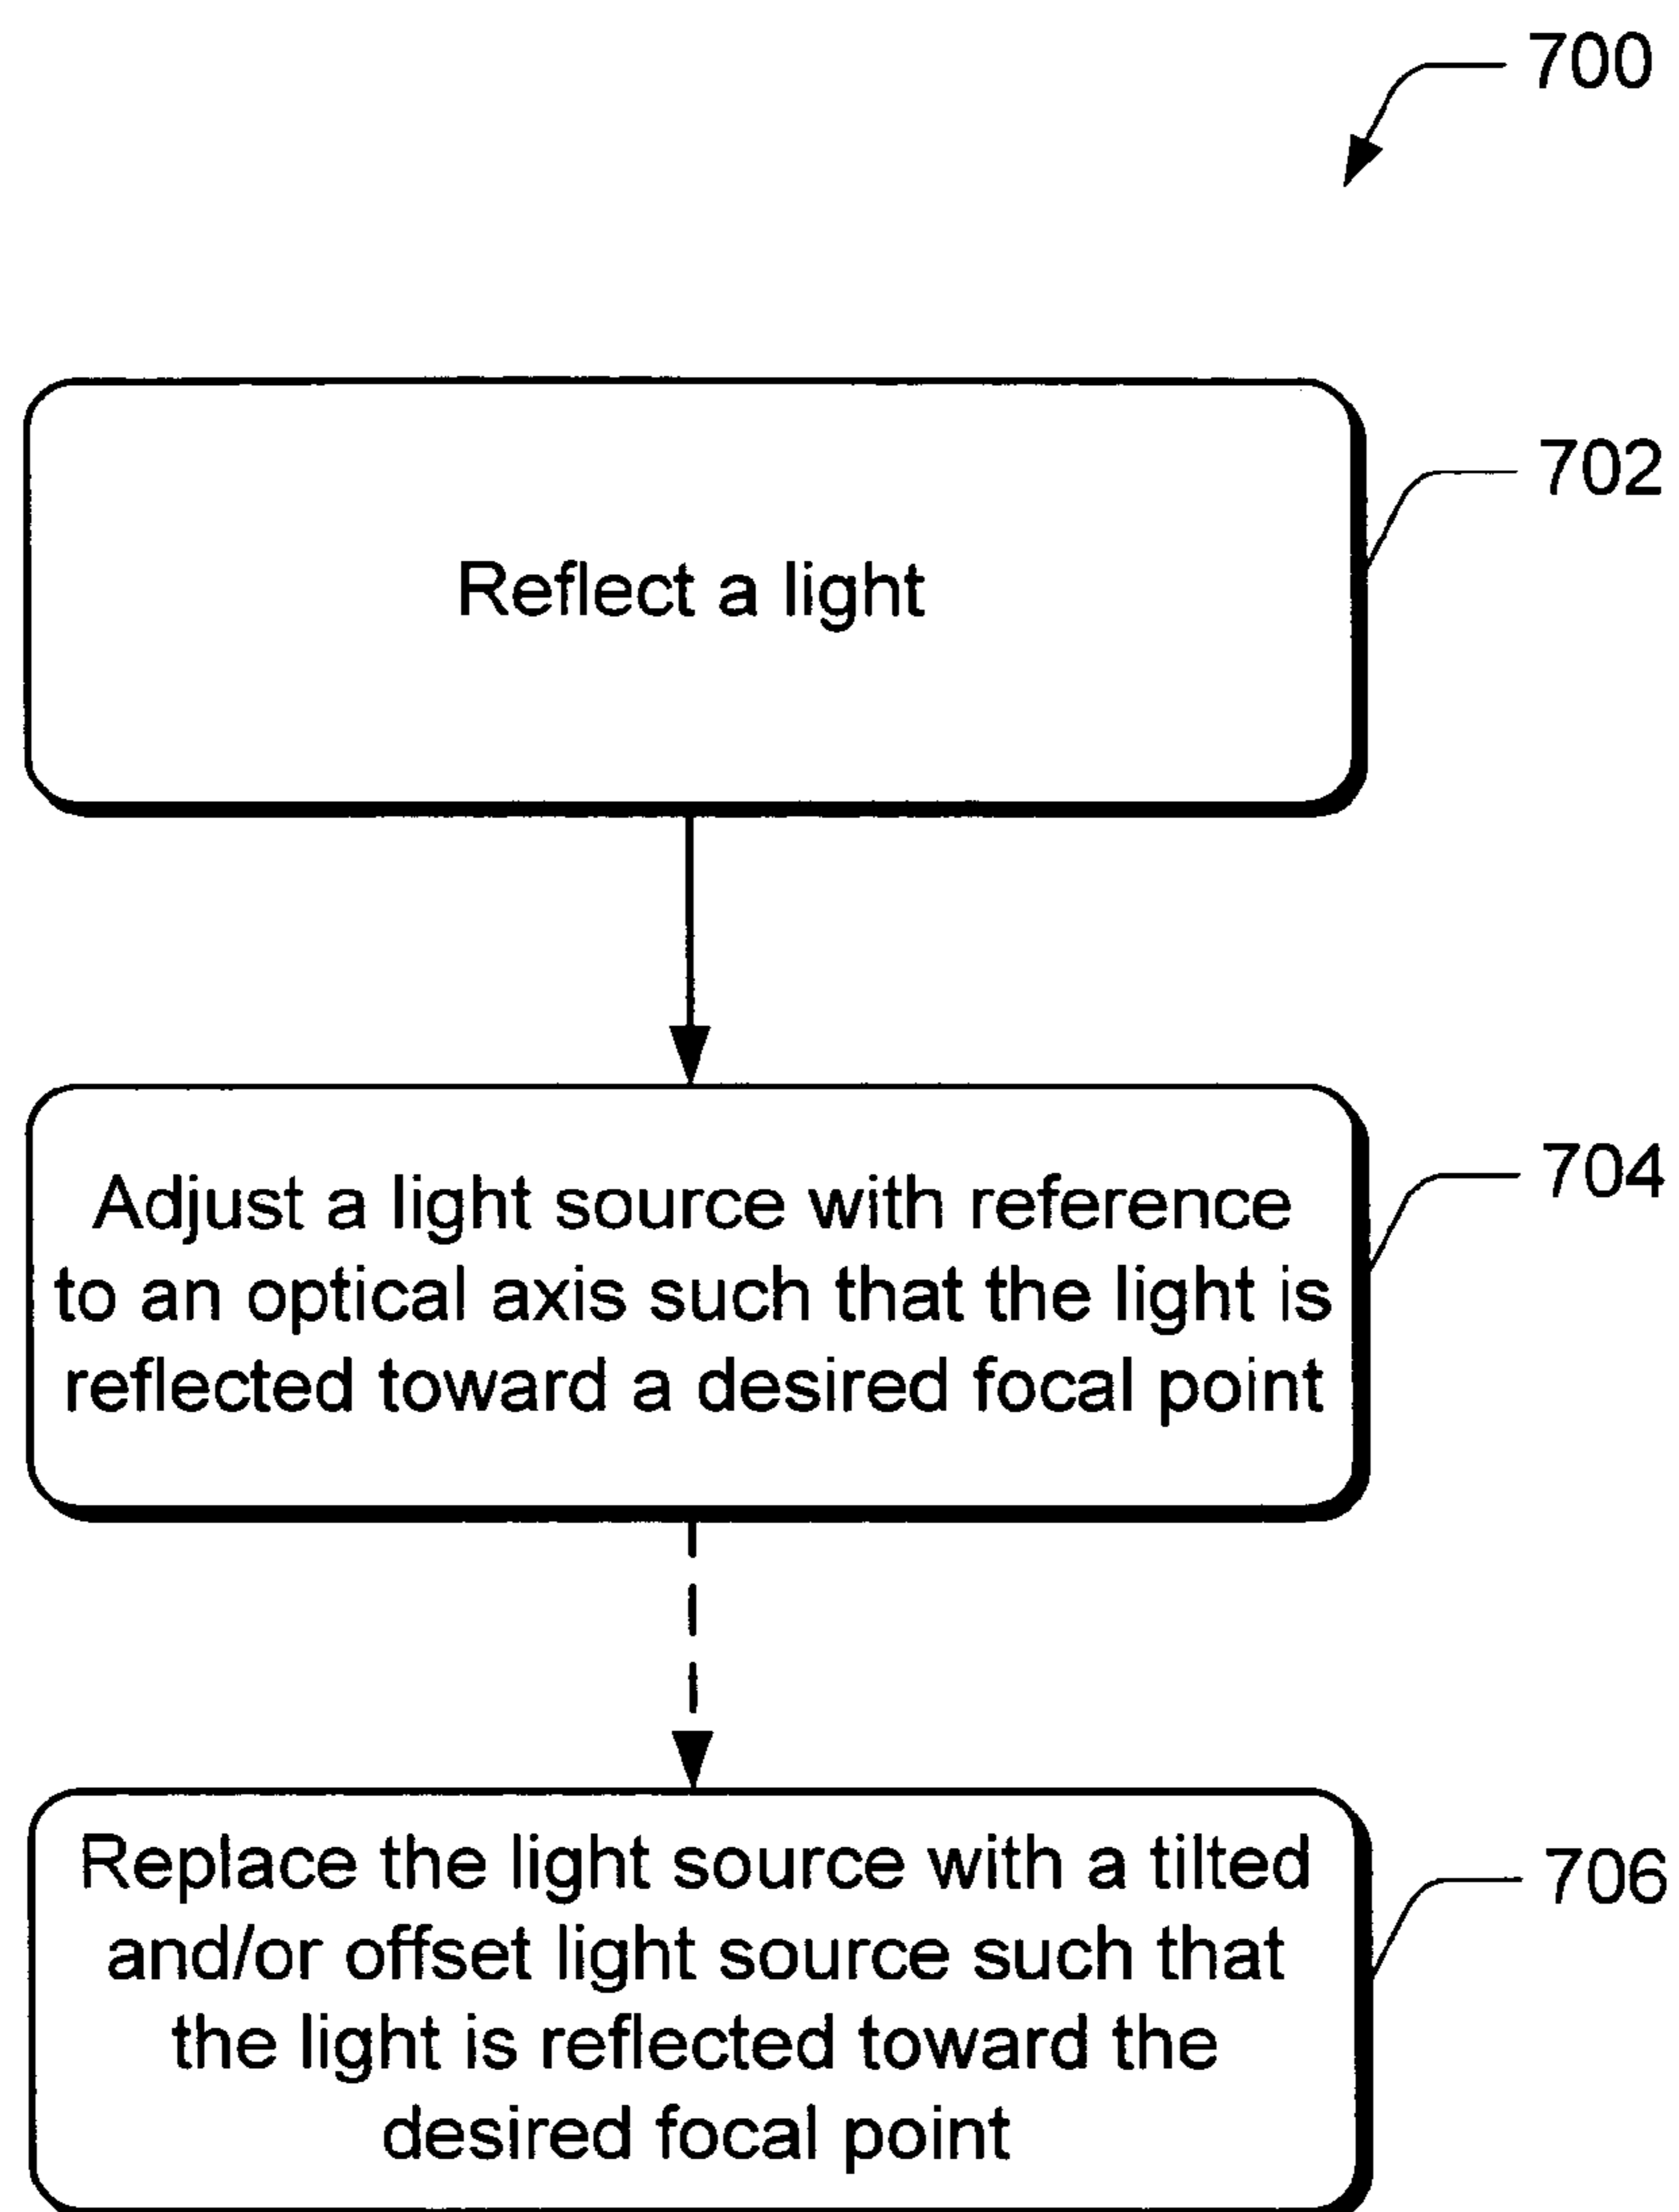 700
702
Reflect a light
704
Adjust a light source with reference
to an optical axis such that the light is
reflected toward a desired focal point
706
Replace the light source with a tilted
and/or offset light source such that
the light is reflected toward the
desired focal point